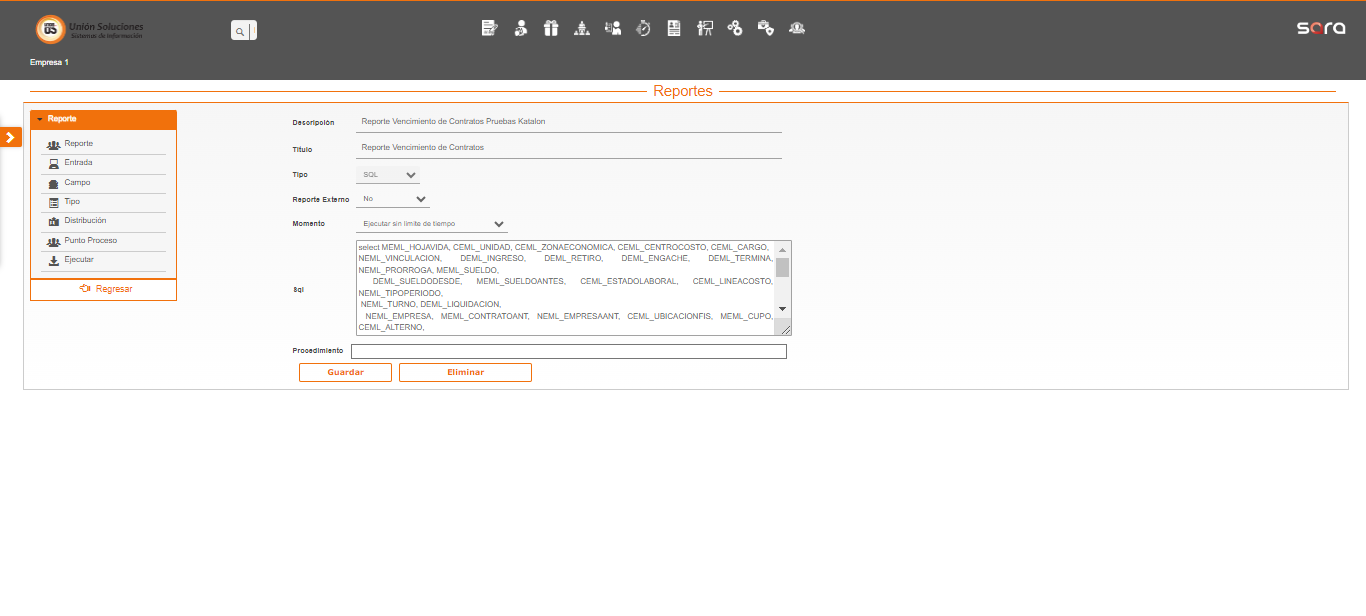 Unión Soluciones
Sistemas de Información
sora
Empresa 1
Reportes
Reporte
Reporte
Entrada
Campo
Tipo
Distribución
Punto Proceso
Ejecutar
Regresar
Descripción Reporte Vencimiento de Contratos Pruebas Katalon
Titulo Reporte Vencimiento de Contratos
Tipo SQL
Reporte Externo No
Momento Ejecutar sin limite de tiempo
Sql
select MEML_HOJAVIDA, CEML_UNIDAD, CEML_ZONAECONOMICA, CEML_CENTROCOSTO, CEML_CARGO,
NEML_VINCULACION, DEML_INGRESO, DEML_RETIRO, DEML_ENGACHE, DEML_TERMINA,
NEML_PRORROGA, MEML_SUELDO,
DEML_SUELDODESDE, MEML_SUELDOANTES, CEML_ESTADOLABORAL, CEML_LINEACOSTO,
NEML_TIPOPERIODO,
NEML_TURNO, DEML_LIQUIDACION,
NEML_EMPRESA, MEML_CONTRATOANT, NEML_EMPRESAANT, CEML_UBICACIONFIS, MEML_CUPO,
CEML_ALTERNO,
Procedimiento
Guardar Eliminar